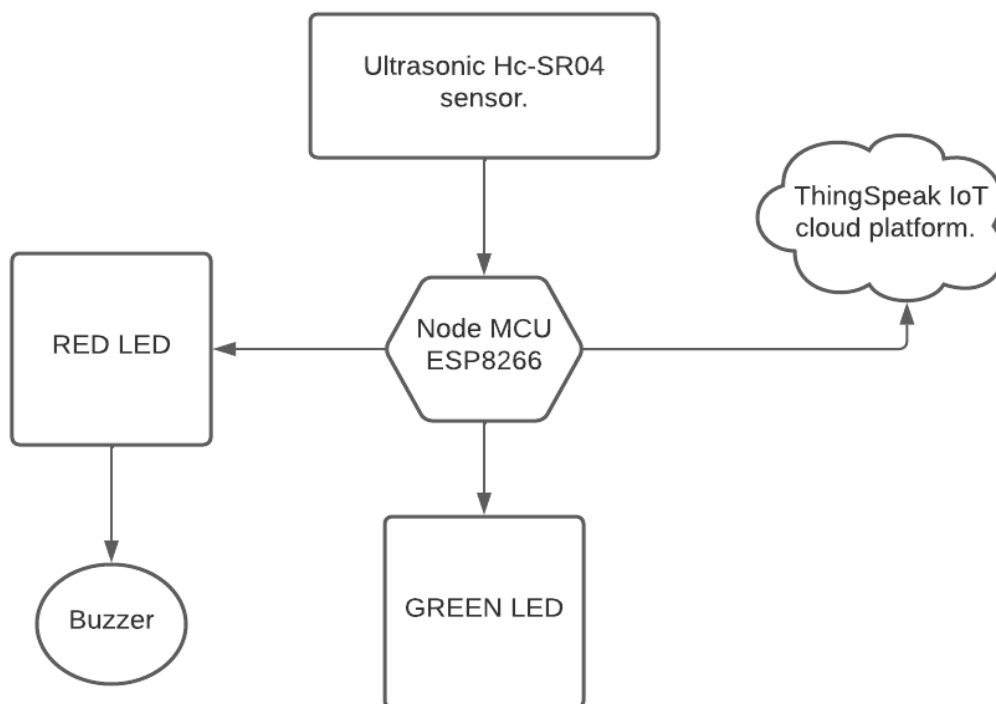 Ultrasonic Hc-SR04
sensor.
ThingSpeak IoT
cloud platform.
Node MCU
ESP8266
RED LED
GREEN LED
Buzzer